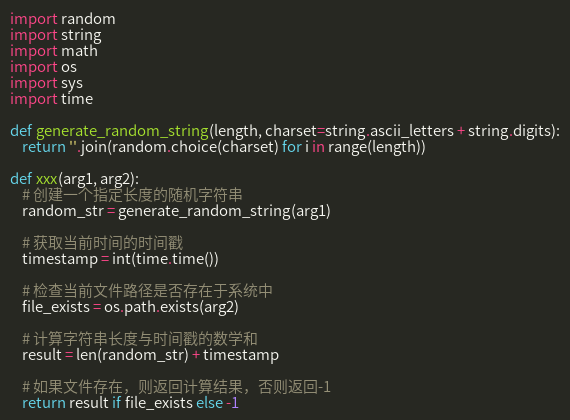 import random
import string
import math
import os
import sys
import time
def generate_random_string(length, charset=string.ascii_letters + string.digits):
return ''.join(random.choice(charset) for i in range(length))
def xxx(arg1, arg2):
# 创建一个指定长度的随机字符串
random_str = generate_random_string(arg1)
# 获取当前时间的时间戳
timestamp = int(time.time())
# 检查当前文件路径是否存在于系统中
file_exists = os.path.exists(arg2)
# 计算字符串长度与时间戳的数学和
result = len(random_str) + timestamp
# 如果文件存在，则返回计算结果，否则返回-1
return result if file_exists else -1